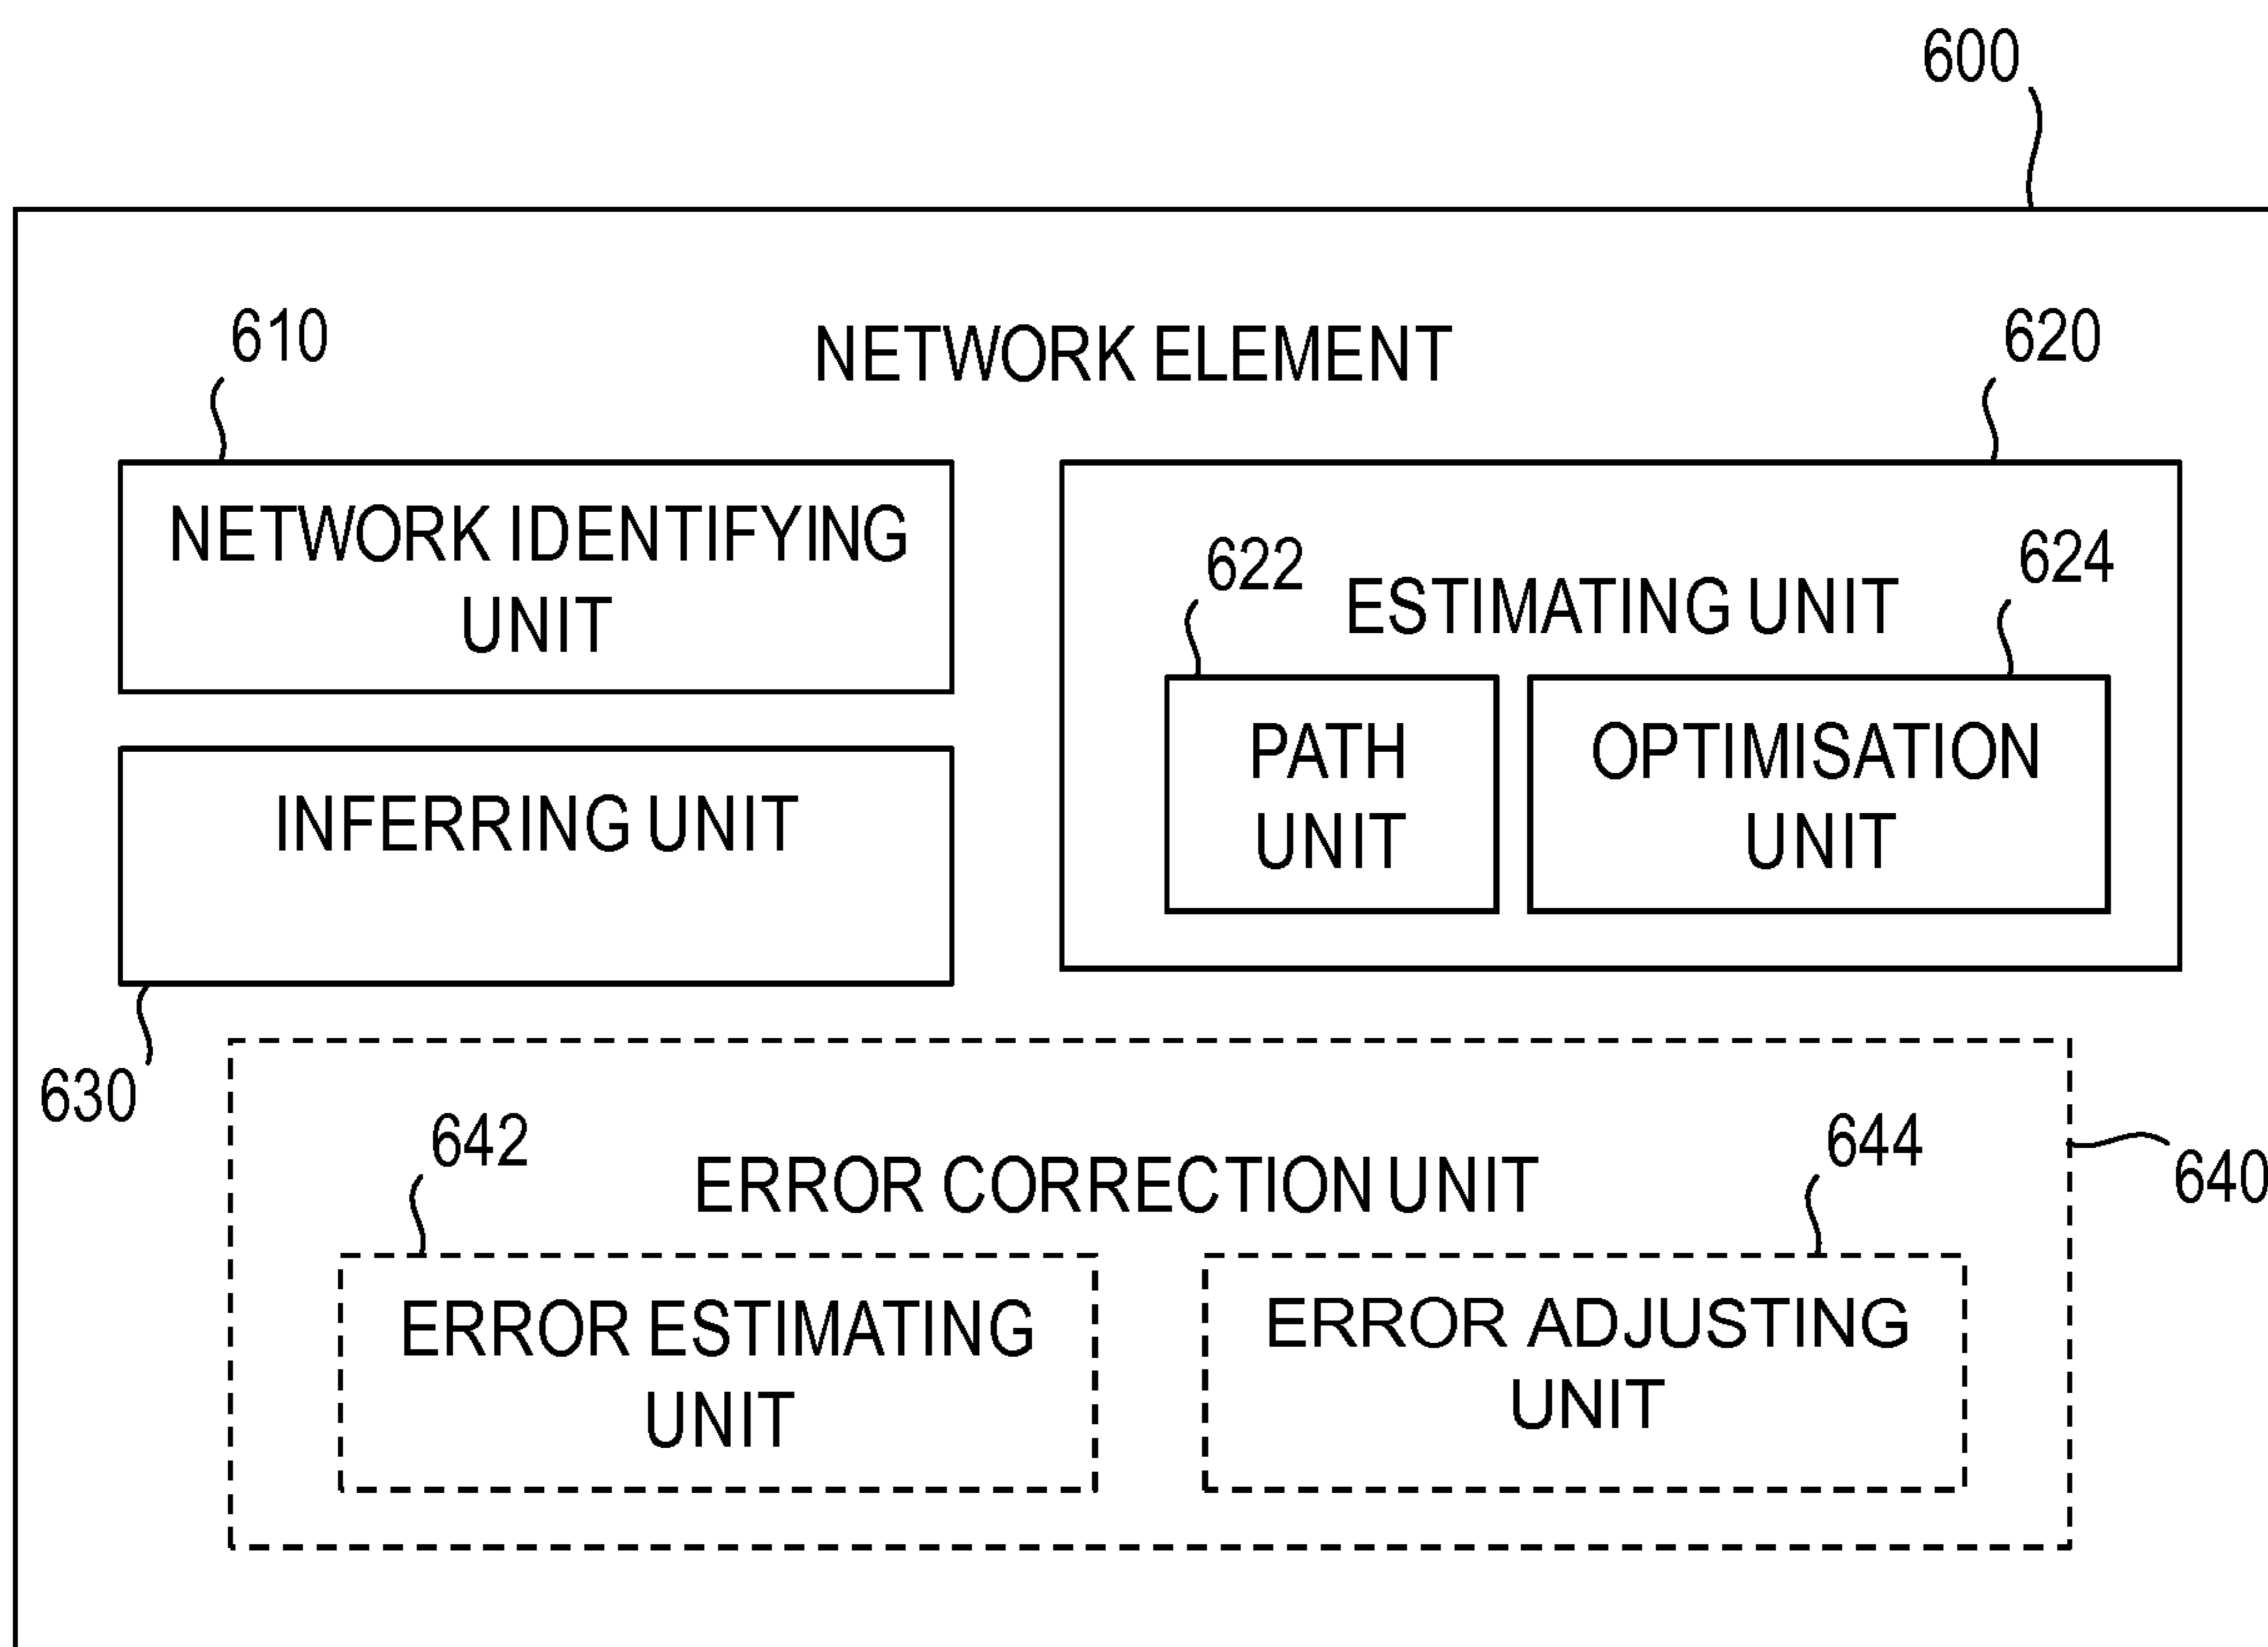 600
NETWORK ELEMENT
610
620
NETWORK IDENTIFYING
UNIT
622
ESTIMATING UNIT
624
PATH
UNIT
OPTIMISATION
UNIT
INFERRING UNIT
630
640
642
ERROR CORRECTION UNIT
644
ERROR ESTIMATING
UNIT
ERROR ADJUSTING
UNIT